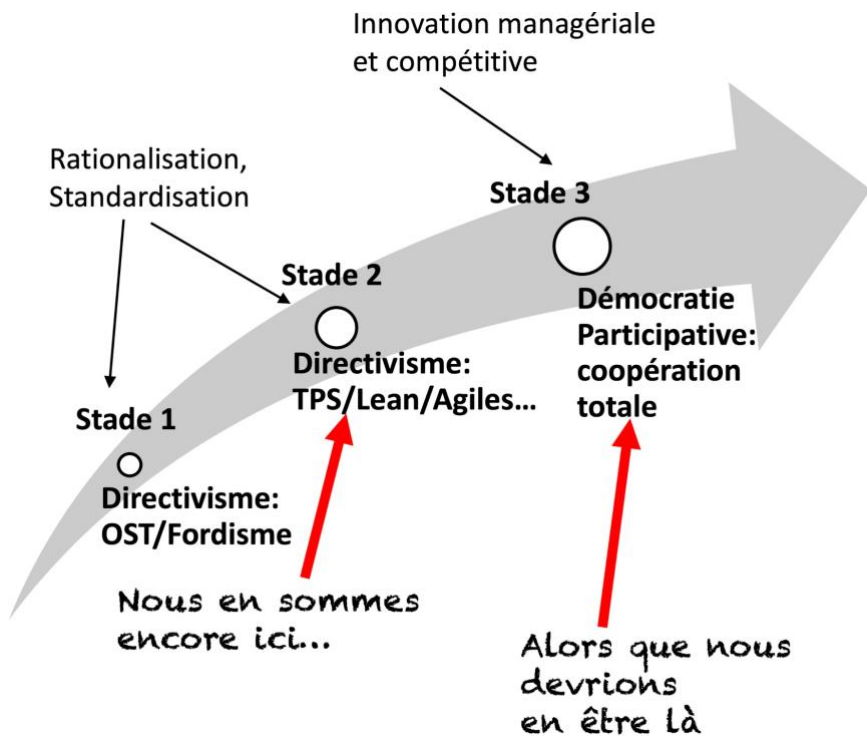 Innovation managériale
et compétitive
Rationalisation,
Standardisation
Stade 3
Stade 2
Démocratie
Participative:
coopération
totale
Directivisme:
TPS/Lean/Agiles…
Stade 1
Directivisme:
OST/Fordisme
Nous en sommes
encore ici…
Alors que nous
devrions
en être là